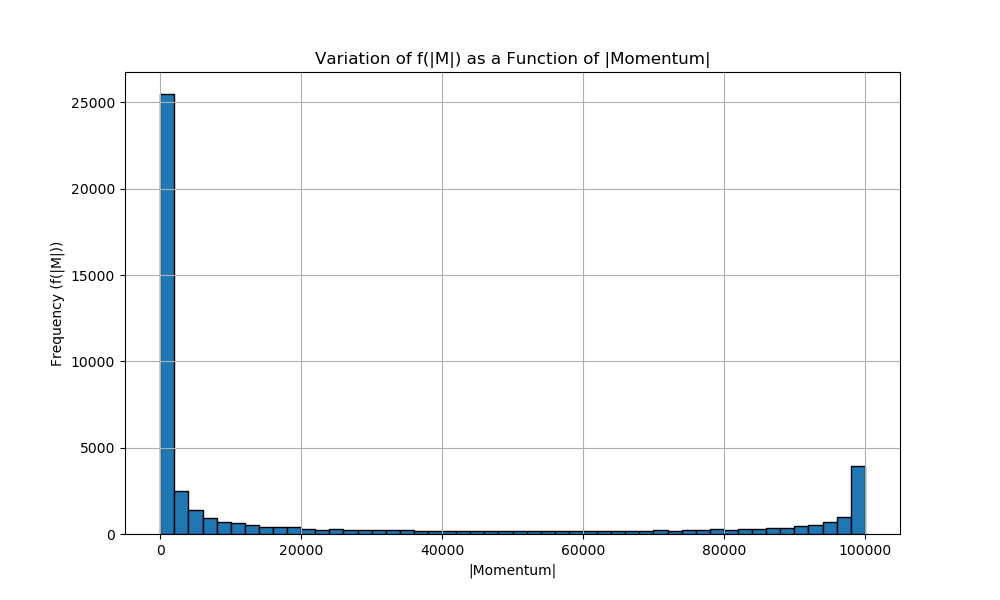 Variation of f(|M|) as a Function of |Momentum|
Frequency (f(|M|))
25000
20000
15000
10000
5000
0
0 20000 40000 60000 80000 100000
|Momentum|